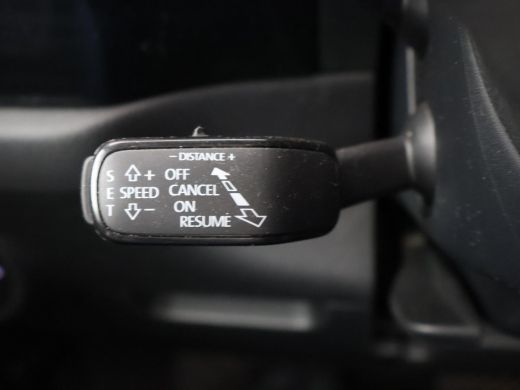 − DISTANCE +
S + OFF
E SPEED CANCEL
T − ON
RESUME